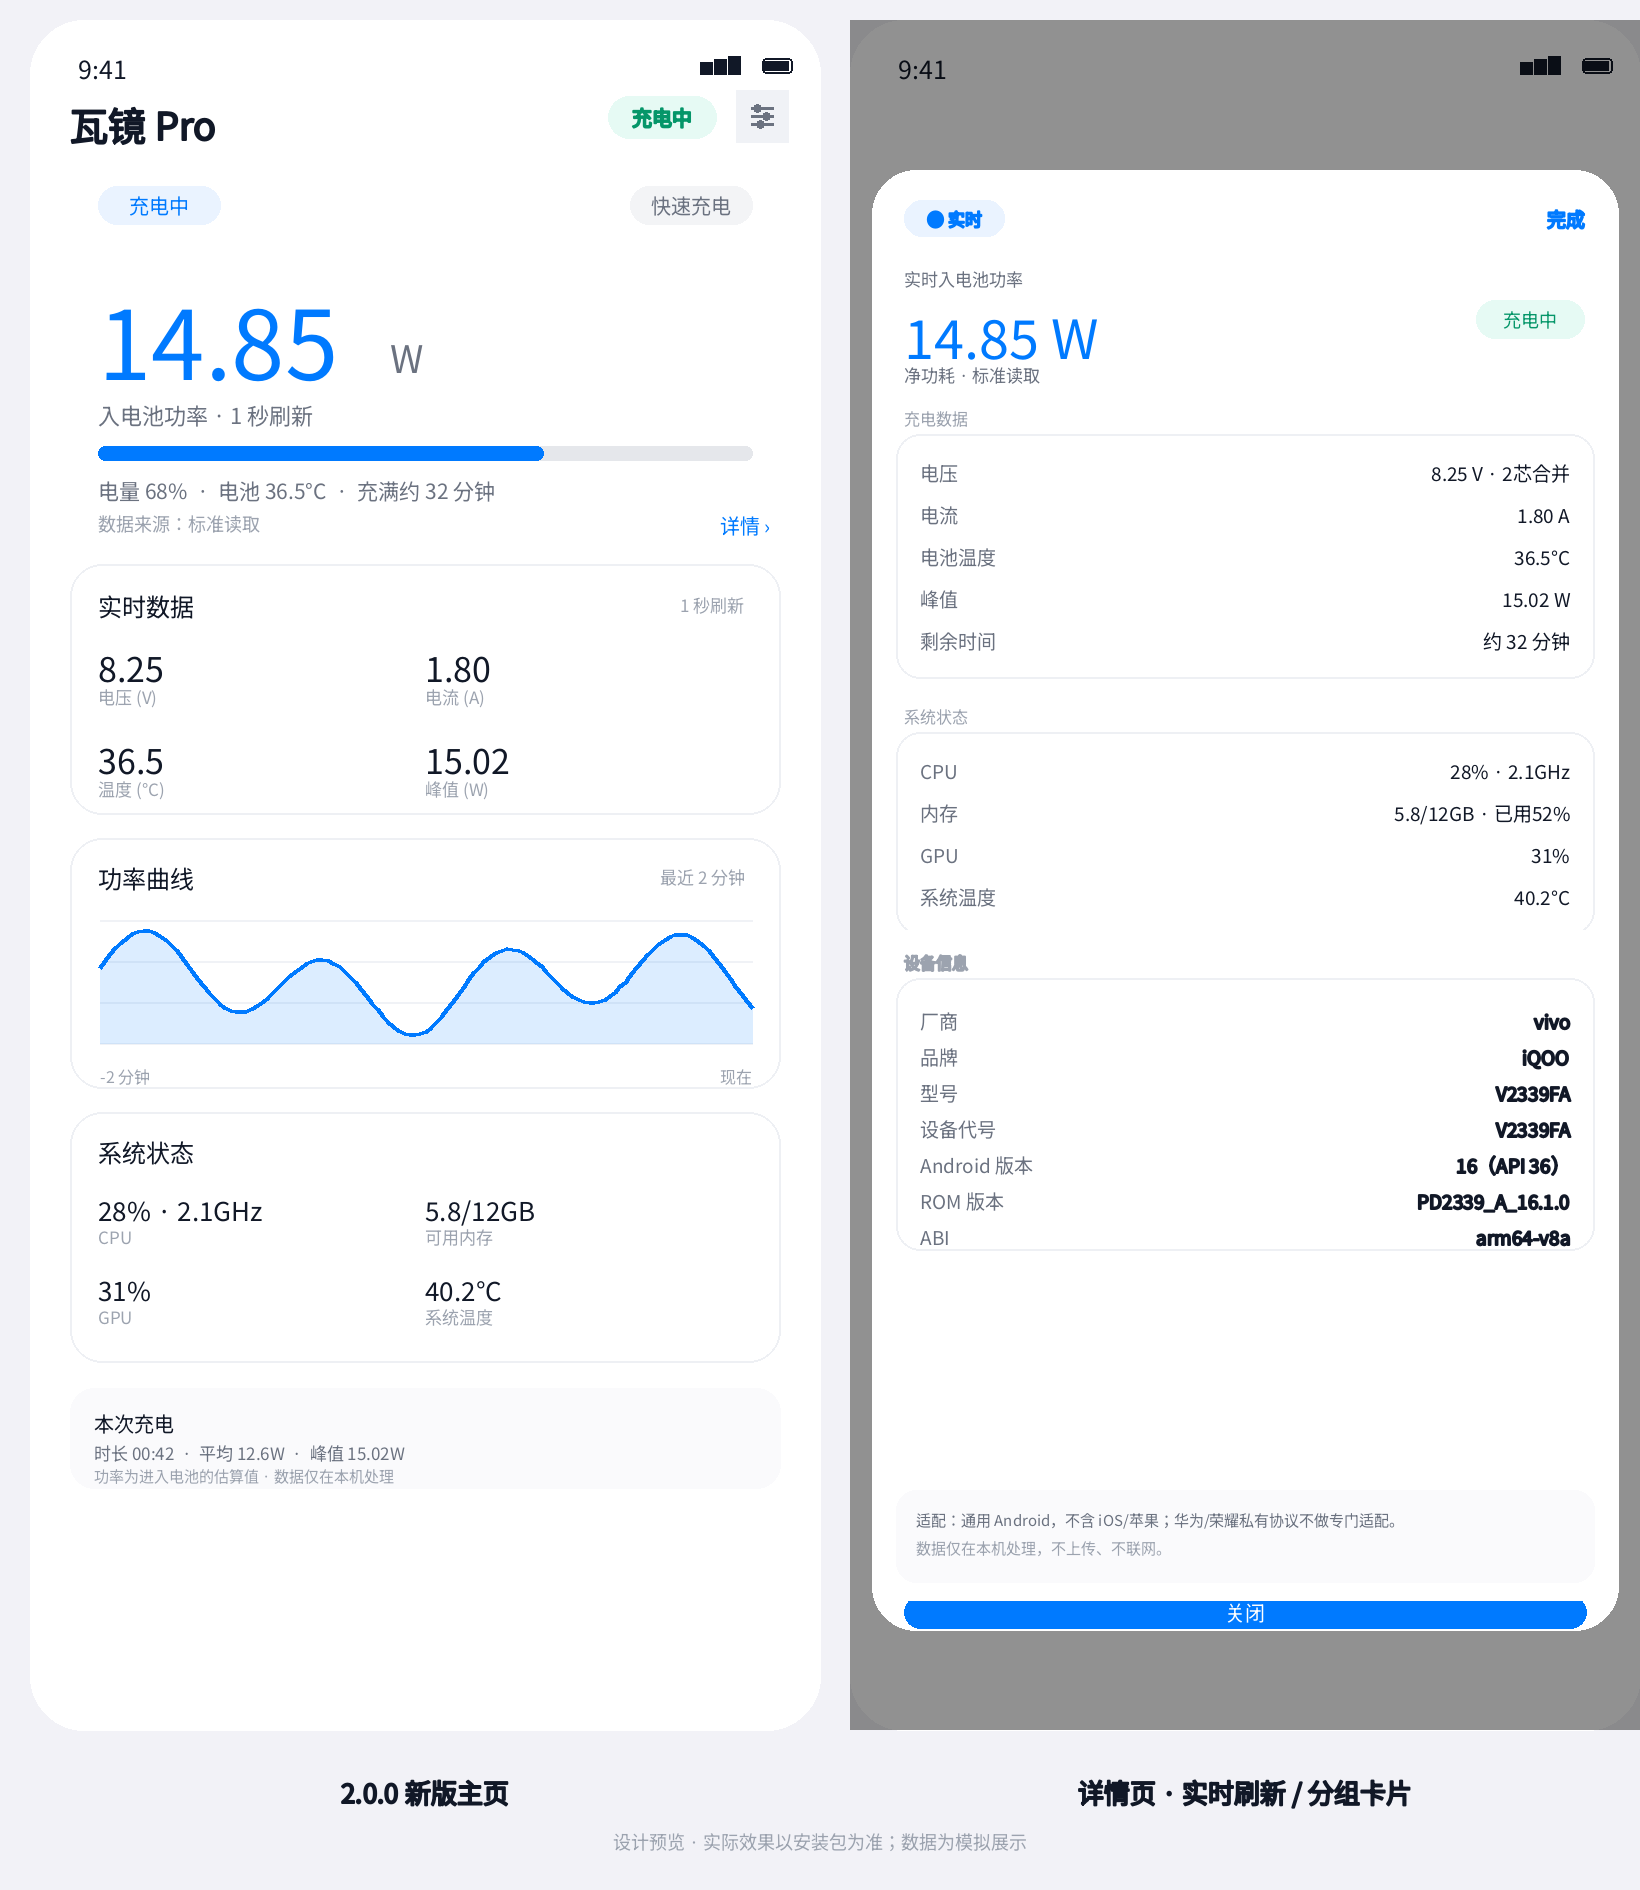 9:41
瓦镜 Pro
充电中
充电中
快速充电
14.85 W
入电池功率 · 1 秒刷新
电量 68% · 电池 36.5°C · 充满约 32 分钟
数据来源：标准读取
详情 ›
实时数据
1 秒刷新
8.25
电压 (V)
1.80
电流 (A)
36.5
温度 (°C)
15.02
峰值 (W)
功率曲线
最近 2 分钟
-2 分钟
现在
系统状态
28% · 2.1GHz
CPU
5.8/12GB
可用内存
31%
GPU
40.2°C
系统温度
本次充电
时长 00:42 · 平均 12.6W · 峰值 15.02W
功率为进入电池的估算值 · 数据仅在本机处理
2.0.0 新版主页
9:41
实时
完成
实时入电池功率
14.85 W
充电中
净功耗 · 标准读取
充电数据
电压 8.25 V · 2芯合并
电流 1.80 A
电池温度 36.5°C
峰值 15.02 W
剩余时间 约 32 分钟
系统状态
CPU 28% · 2.1GHz
内存 5.8/12GB · 已用52%
GPU 31%
系统温度 40.2°C
设备信息
厂商 vivo
品牌 iQOO
型号 V2339FA
设备代号 V2339FA
Android 版本 16（API 36）
ROM 版本 PD2339_A_16.1.0
ABI arm64-v8a
适配：通用 Android，不含 iOS/苹果；华为/荣耀私有协议不做专门适配。
数据仅在本机处理，不上传、不联网。
关闭
详情页 · 实时刷新 / 分组卡片
设计预览 · 实际效果以安装包为准；数据为模拟展示